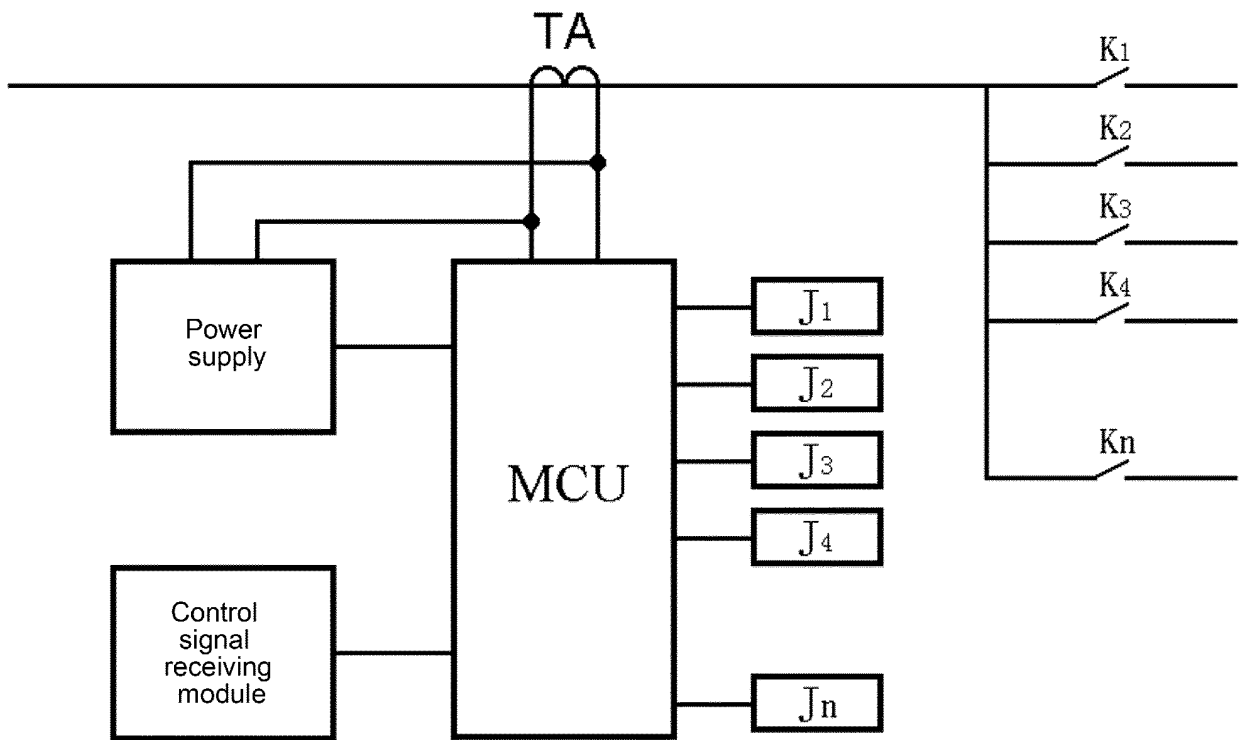 TA
K1
K2
K3
K4
Kn
Power
supply
MCU
J1
J2
J3
J4
Jn
Control
signal
receiving
module